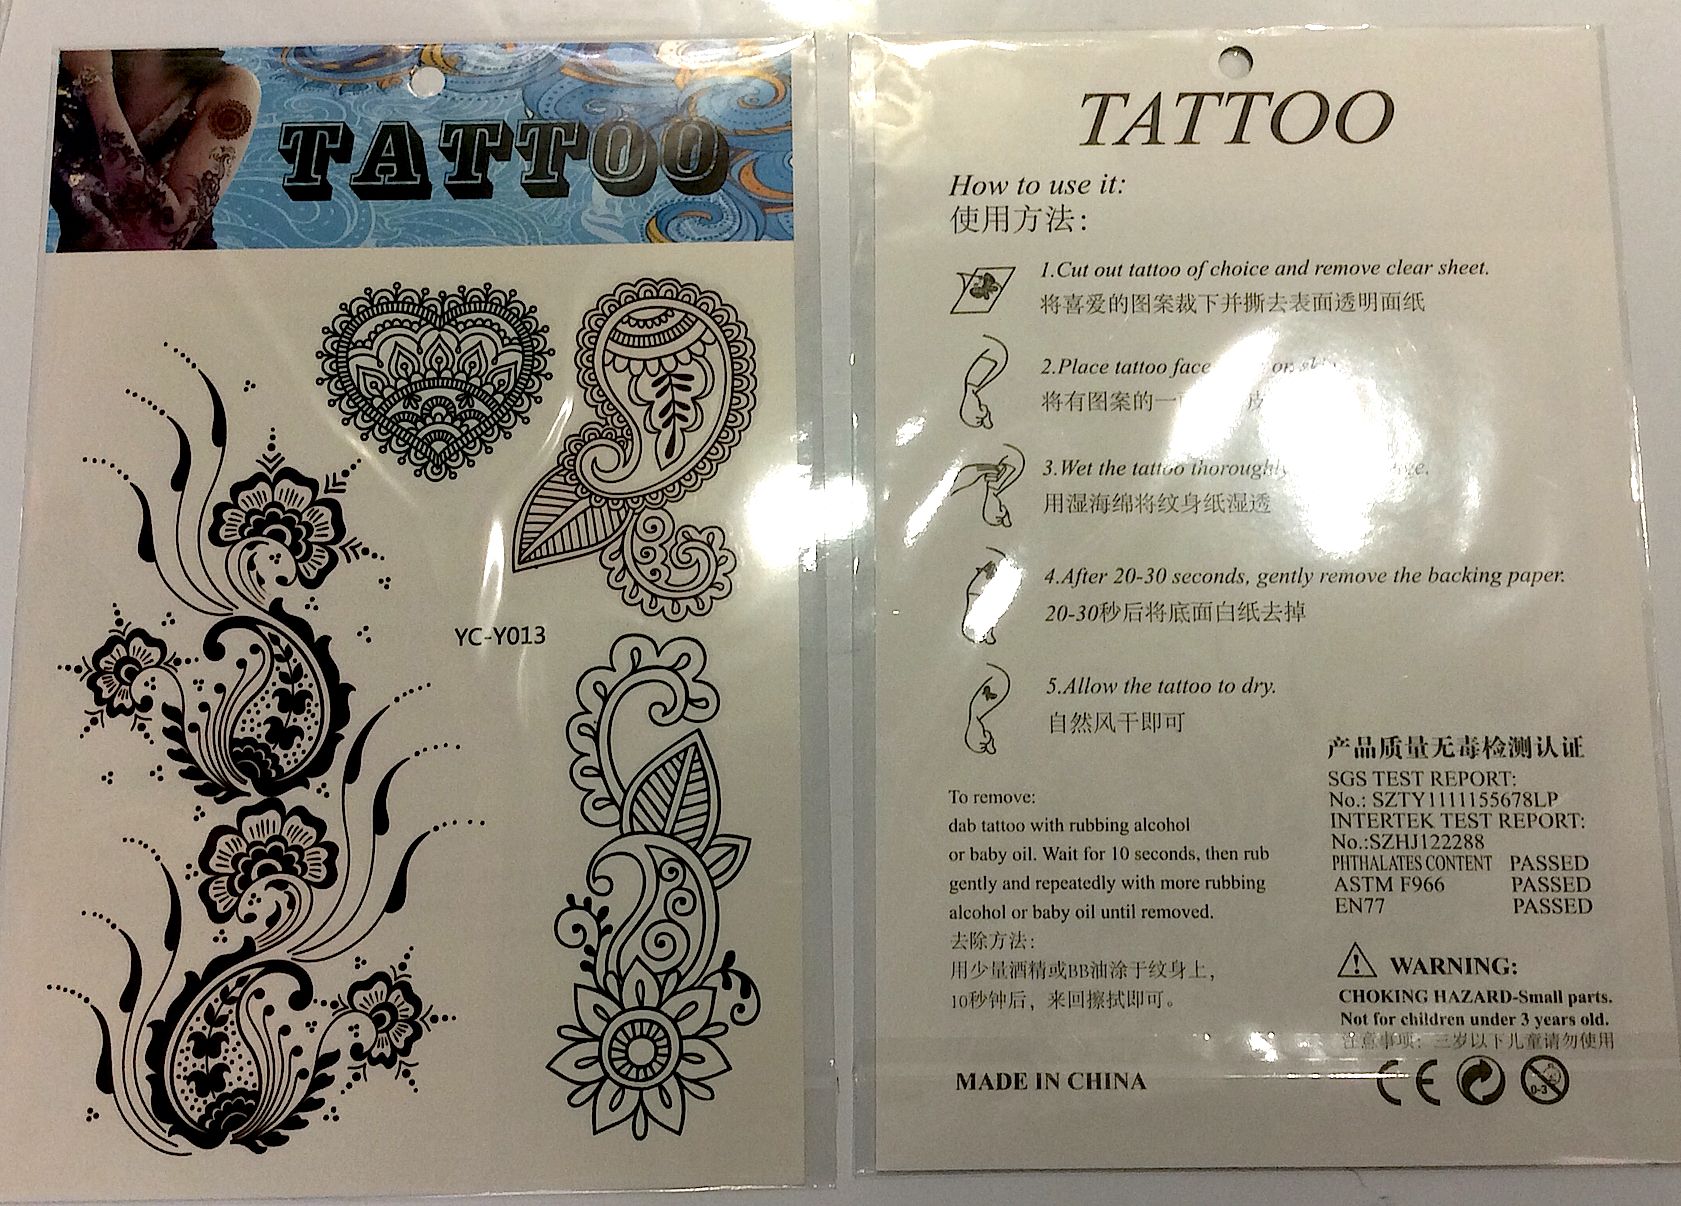 TATTOO
YC-Y013
TATTOO
How to use it:
使用方法:
1.Cut out tattoo of choice and remove clear sheet.
将喜爱的图案裁下并撕去表面透明面纸
2.Place tattoo face on skin
将有图案的一
3.Wet the tattoo thoroughly
用湿海绵将纹身纸湿透
4.After 20-30 seconds, gently remove the backing paper.
20-30秒后将底面白纸去掉
5.Allow the tattoo to dry.
自然风干即可
To remove:
dab tattoo with rubbing alcohol
or baby oil. Wait for 10 seconds, then rub
gently and repeatedly with more rubbing
alcohol or baby oil until removed.
去除方法:
用少量酒精或BB油涂于纹身上,
10秒钟后, 来回擦拭即可。
MADE IN CHINA
产品质量无毒检测认证
SGS TEST REPORT:
No.: SZTY1111155678LP
INTERTEK TEST REPORT:
No.:SZHJ122288
PHTHALATES CONTENT PASSED
ASTM F966 PASSED
EN77 PASSED
WARNING:
CHOKING HAZARD-Small parts.
Not for children under 3 years old.
注意事项: 三岁以下儿童请勿使用
CE
0-3